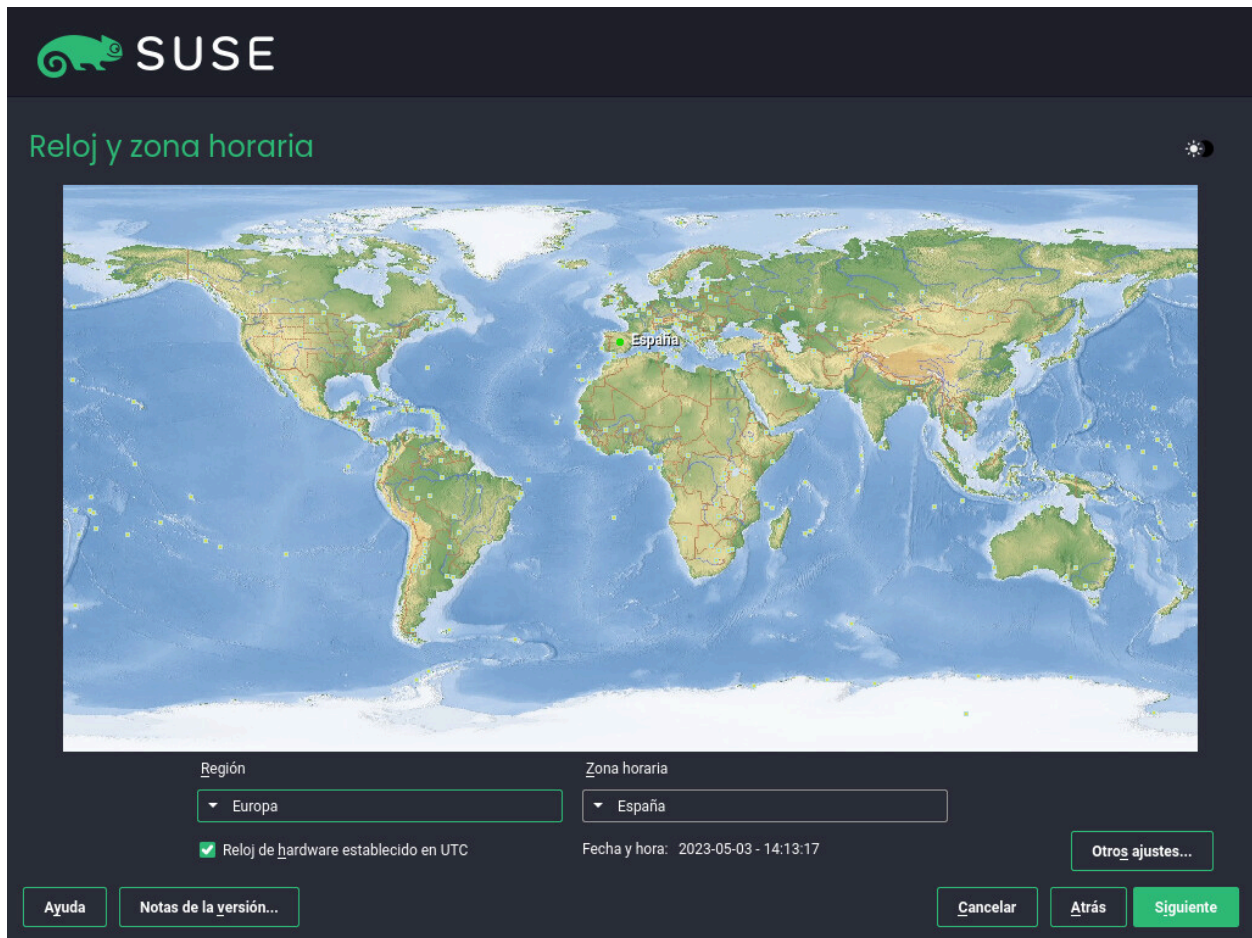 SUSE
Reloj y zona horaria
España
Región
Zona horaria
Europa
España
Reloj de hardware establecido en UTC
Fecha y hora: 2023-05-03 - 14:13:17
Otros ajustes...
Ayuda
Notas de la versión...
Cancelar
Atrás
Siguiente